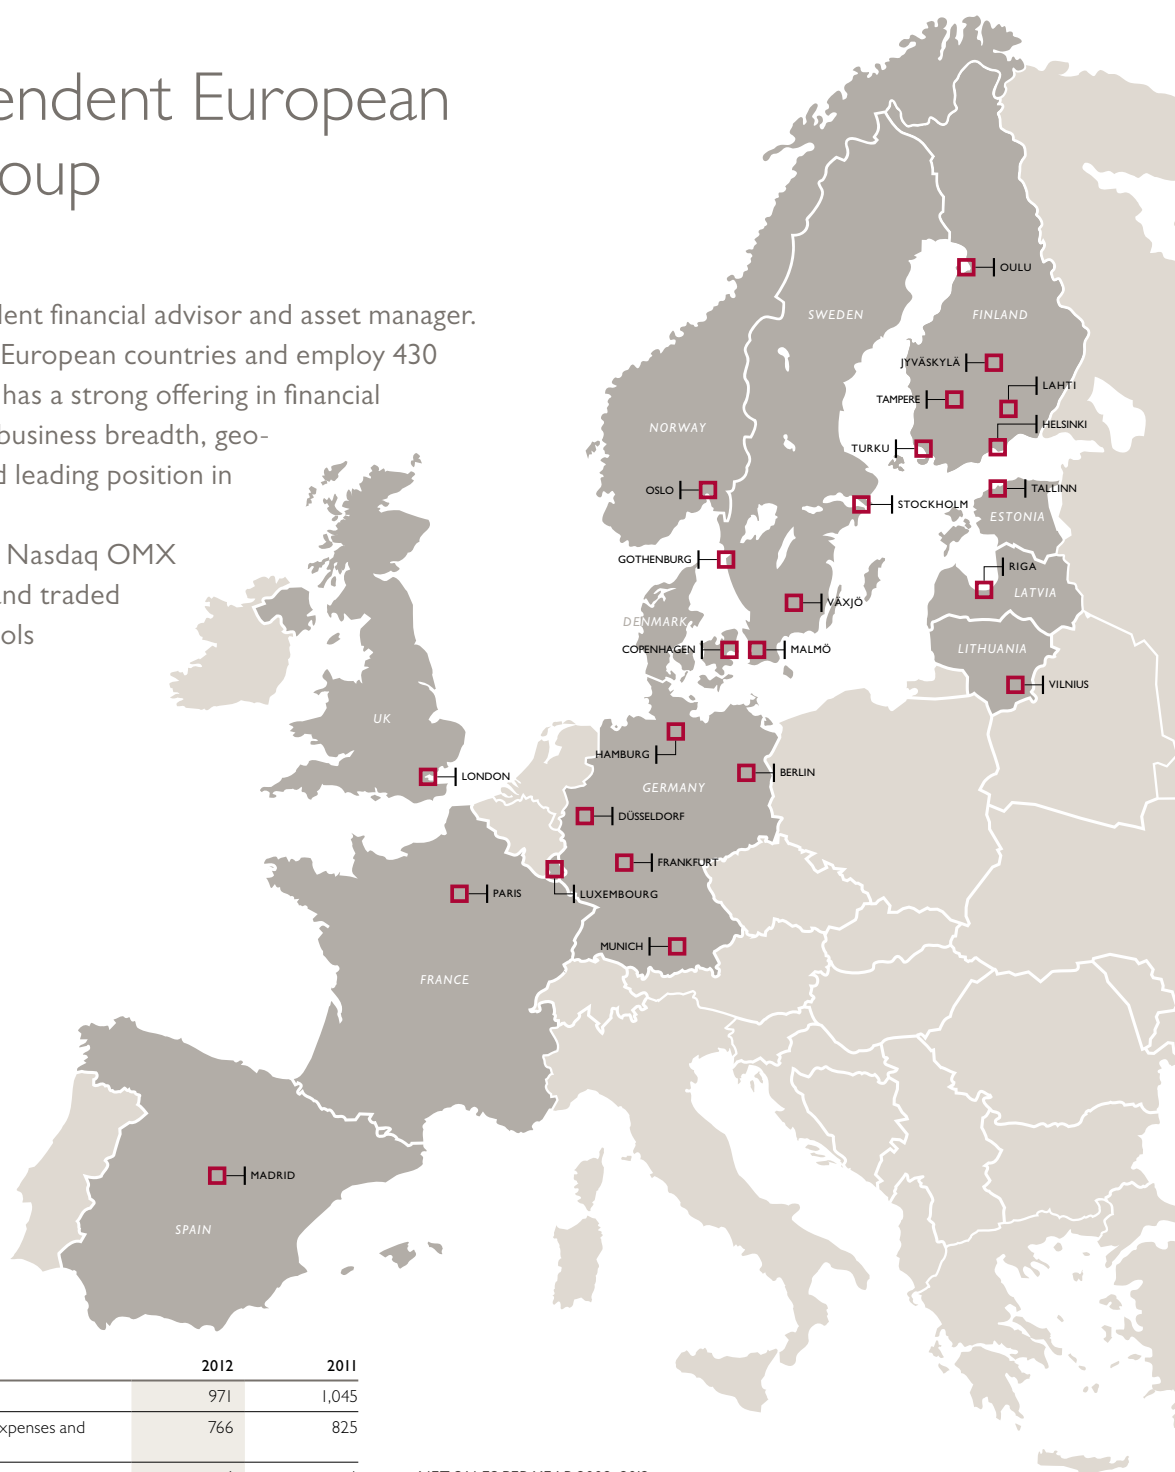 endent European
oup
lent financial advisor and asset manager.
European countries and employ 430
has a strong offering in financial
business breadth, geo-
d leading position in
Nasdaq OMX
and traded
ols
OULU
SWEDEN
FINLAND
JYVÄSKYLÄ
LAHTI
TAMPERE
HELSINKI
NORWAY
TURKU
OSLO
TALLINN
STOCKHOLM
ESTONIA
GOTHENBURG
RIGA
LATVIA
VÄXJÖ
DENMARK
COPENHAGEN
MALMÖ
LITHUANIA
VILNIUS
UK
HAMBURG
LONDON
BERLIN
GERMANY
DÜSSELDORF
FRANKFURT
PARIS
LUXEMBOURG
MUNICH
FRANCE
MADRID
SPAIN
2012 2011
971 1,045
xpenses and 766 825